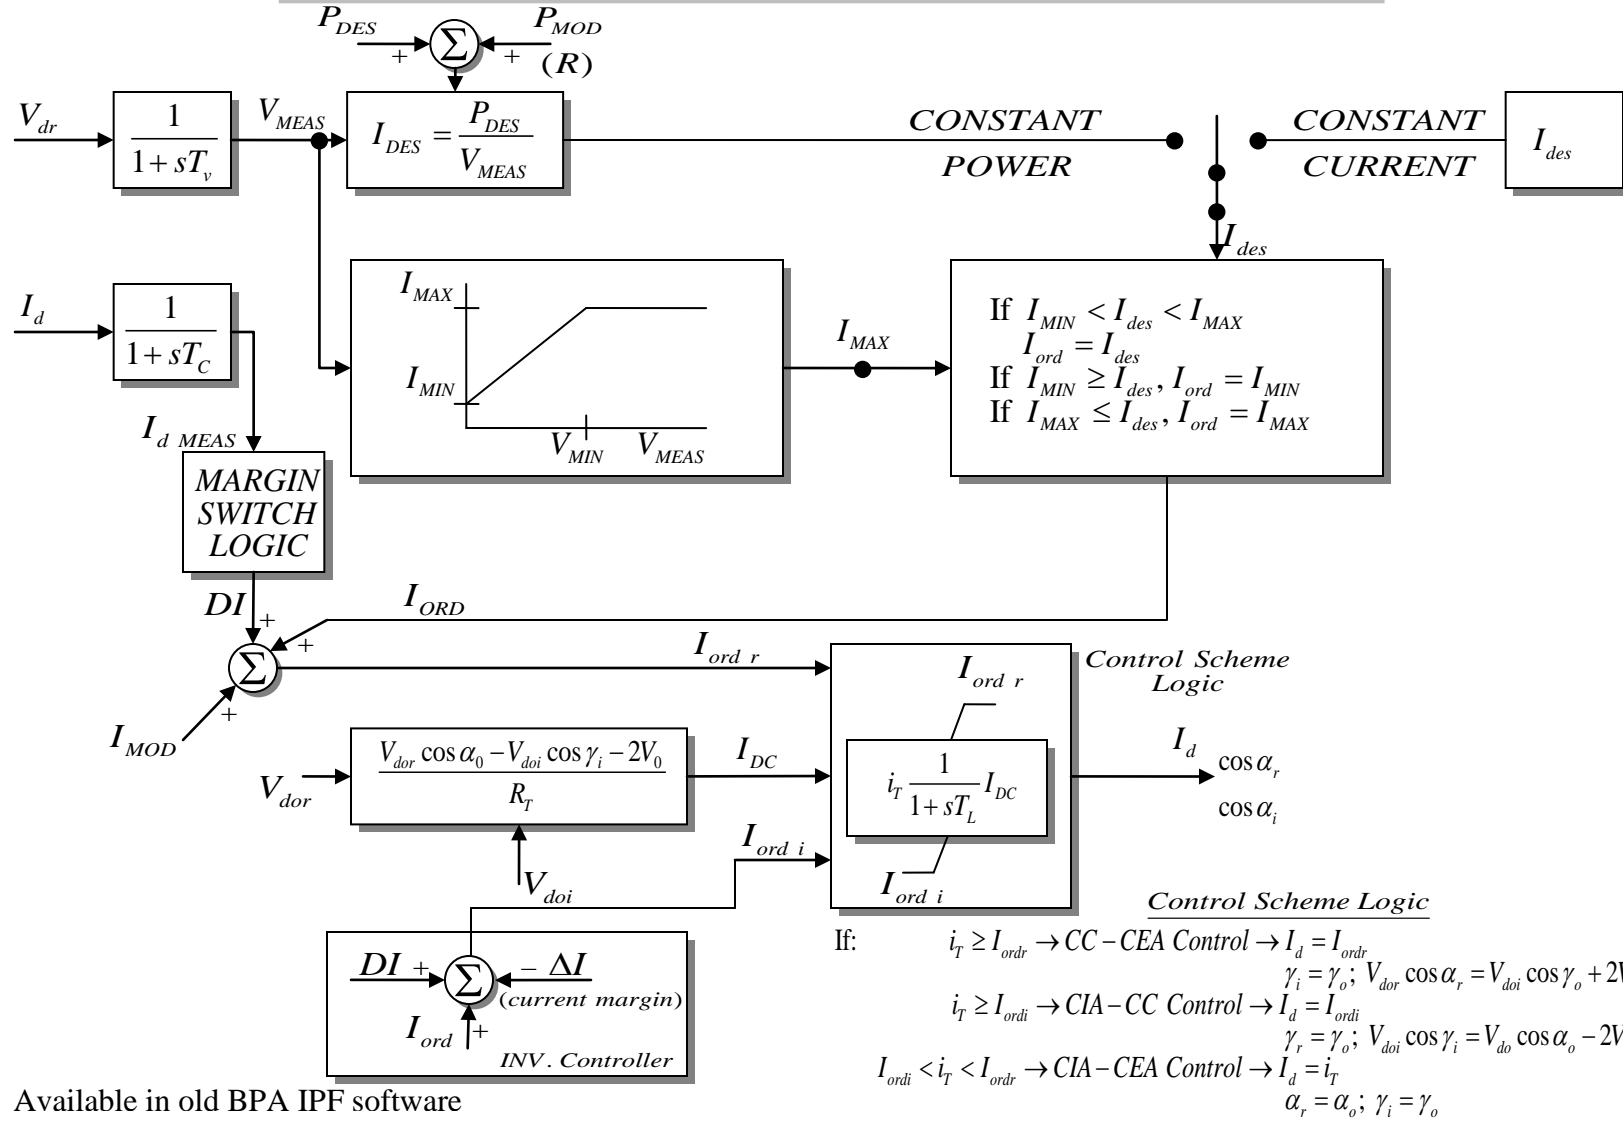 P_DES
P_MOD
+ Σ +
(R)
V_dr
1 / (1 + sT_v)
V_MEAS
I_DES = P_DES / V_MEAS
CONSTANT
POWER
CONSTANT
CURRENT
I_des
I_des
I_d
1 / (1 + sT_C)
I_d MEAS
I_MAX
I_MIN
V_MIN
V_MEAS
I_MAX
If I_MIN < I_des < I_MAX
I_ord = I_des
If I_MIN ≥ I_des, I_ord = I_MIN
If I_MAX ≤ I_des, I_ord = I_MAX
MARGIN
SWITCH
LOGIC
DI
+
I_ORD
+
Σ
+
I_MOD
I_ord r
V_dor
(V_dor cos α_0 − V_doi cos γ_i − 2V_0) / R_T
I_DC
V_doi
I_ord i
I_ord r
i_T 1 / (1 + sT_L) I_DC
I_ord i
Control Scheme
Logic
I_d
cos α_r
cos α_i
DI + Σ − ΔI
(current margin)
I_ord +
INV. Controller
Control Scheme Logic
If: i_T ≥ I_ordr → CC − CEA Control → I_d = I_ordr
γ_i = γ_o; V_dor cos α_r = V_doi cos γ_o + 2
i_T ≥ I_ordi → CIA − CC Control → I_d = I_ordi
γ_r = γ_o; V_doi cos γ_i = V_do cos α_o − 2
I_ordi < i_T < I_ordr → CIA − CEA Control → I_d = i_T
α_r = α_o; γ_i = γ_o
Available in old BPA IPF software